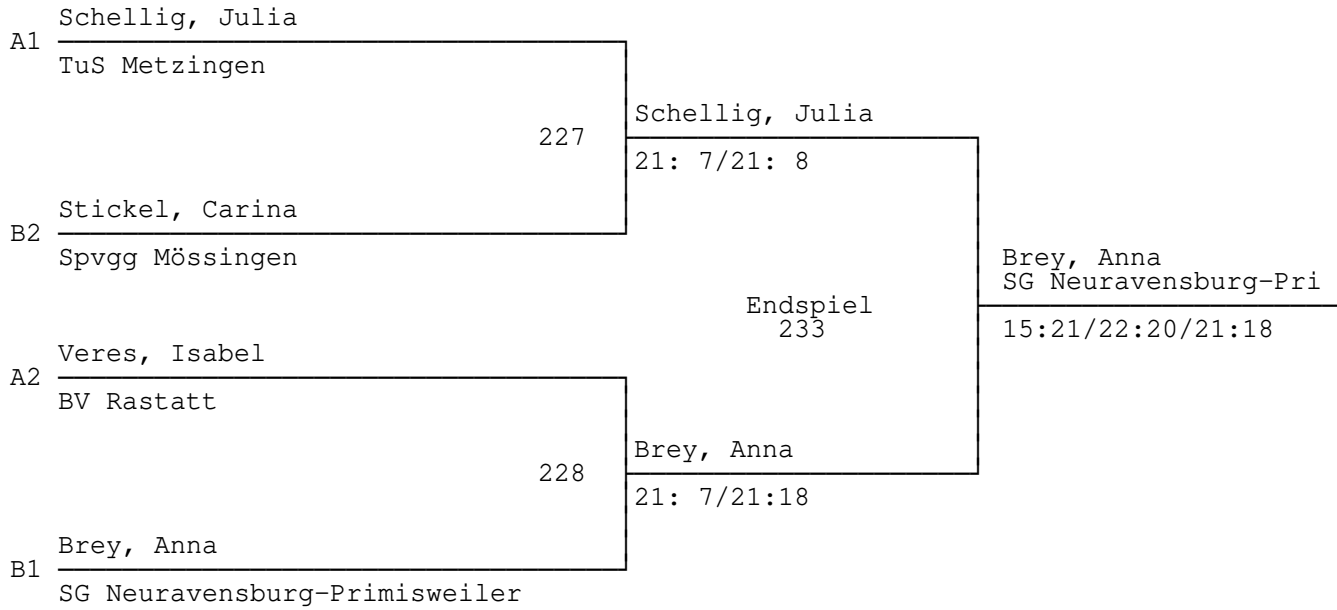 Schellig, Julia
A1
TuS Metzingen
Schellig, Julia
227
21: 7/21: 8
Stickel, Carina
B2
Spvgg Mössingen
Brey, Anna
SG Neuravensburg-Pri
Endspiel
233
15:21/22:20/21:18
Veres, Isabel
A2
BV Rastatt
Brey, Anna
228
21: 7/21:18
Brey, Anna
B1
SG Neuravensburg-Primisweiler